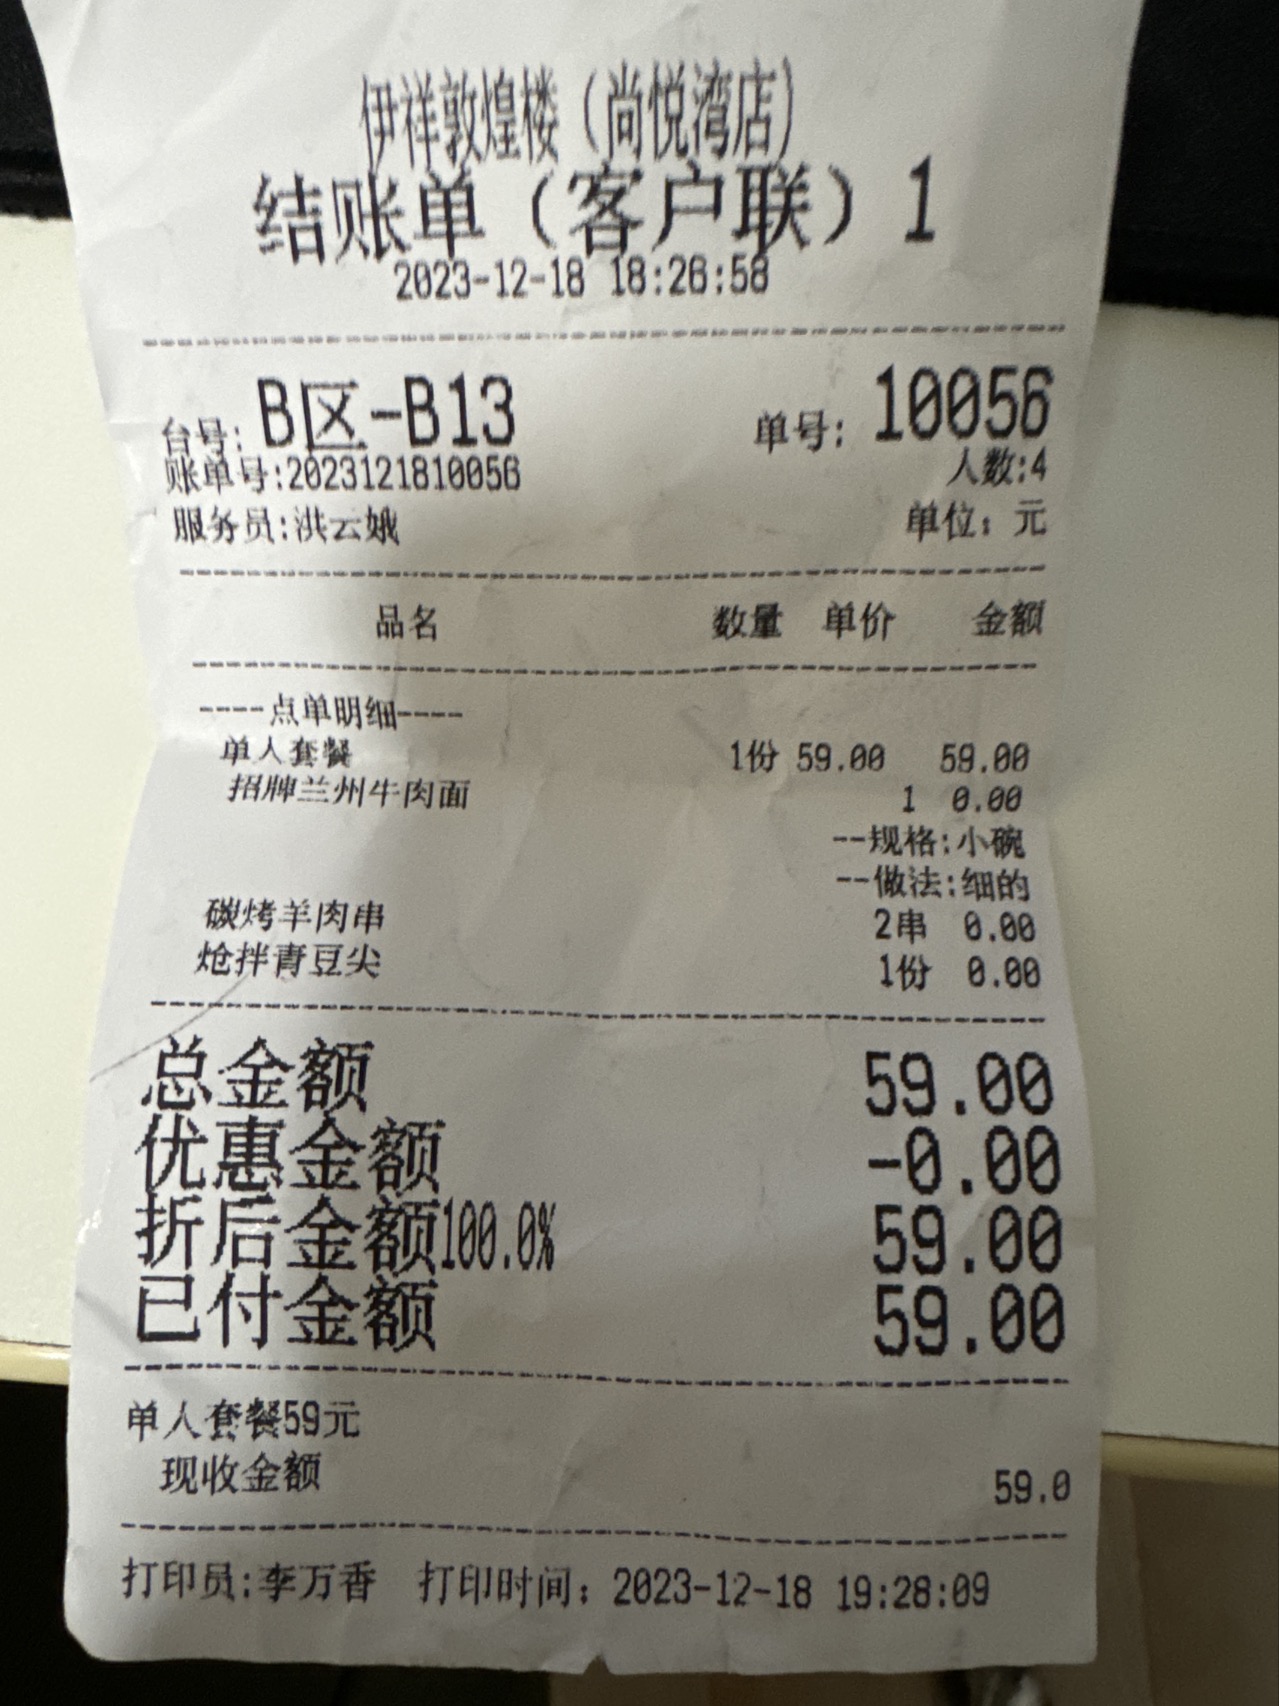 伊祥敦煌楼（尚悦湾店）
结账单（客户联）1
2023-12-18 18:26:58
台号: B区-B13 单号: 10056
账单号:2023121810056 人数:4
服务员:洪云娥 单位: 元
品名 数量 单价 金额
----点单明细----
单人套餐 1份 59.00 59.00
招牌兰州牛肉面 1 0.00
--规格:小碗
--做法:细的
碳烤羊肉串 2串 0.00
炝拌青豆尖 1份 0.00
总金额 59.00
优惠金额 -0.00
折后金额100.0% 59.00
已付金额 59.00
单人套餐59元
现收金额 59.0
打印员:李万香 打印时间: 2023-12-18 19:28:09